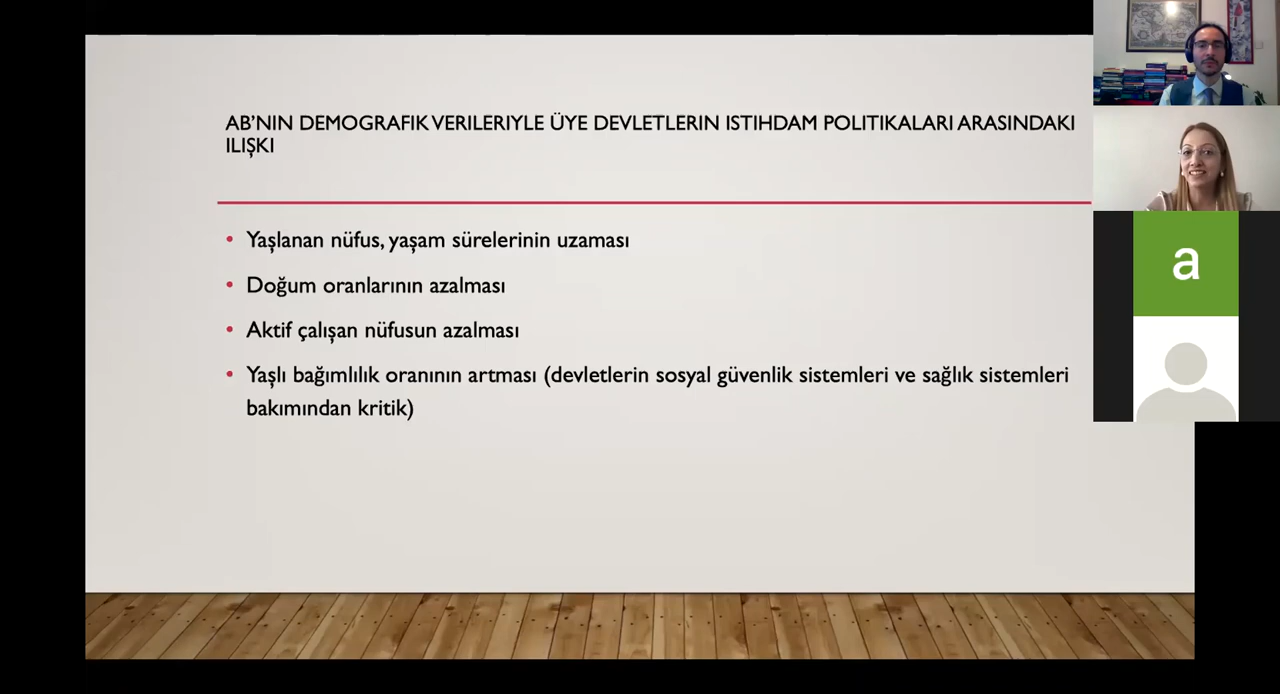 AB’NIN DEMOGRAFIK VERILERIYLE ÜYE DEVLETLERIN ISTIHDAM POLITIKALARI ARASINDAKI
ILIŞKI
• Yaşlanan nüfus, yaşam sürelerinin uzaması
• Doğum oranlarının azalması
• Aktif çalışan nüfusun azalması
• Yaşlı bağımlılık oranının artması (devletlerin sosyal güvenlik sistemleri ve sağlık sistemleri
bakımından kritik)
a